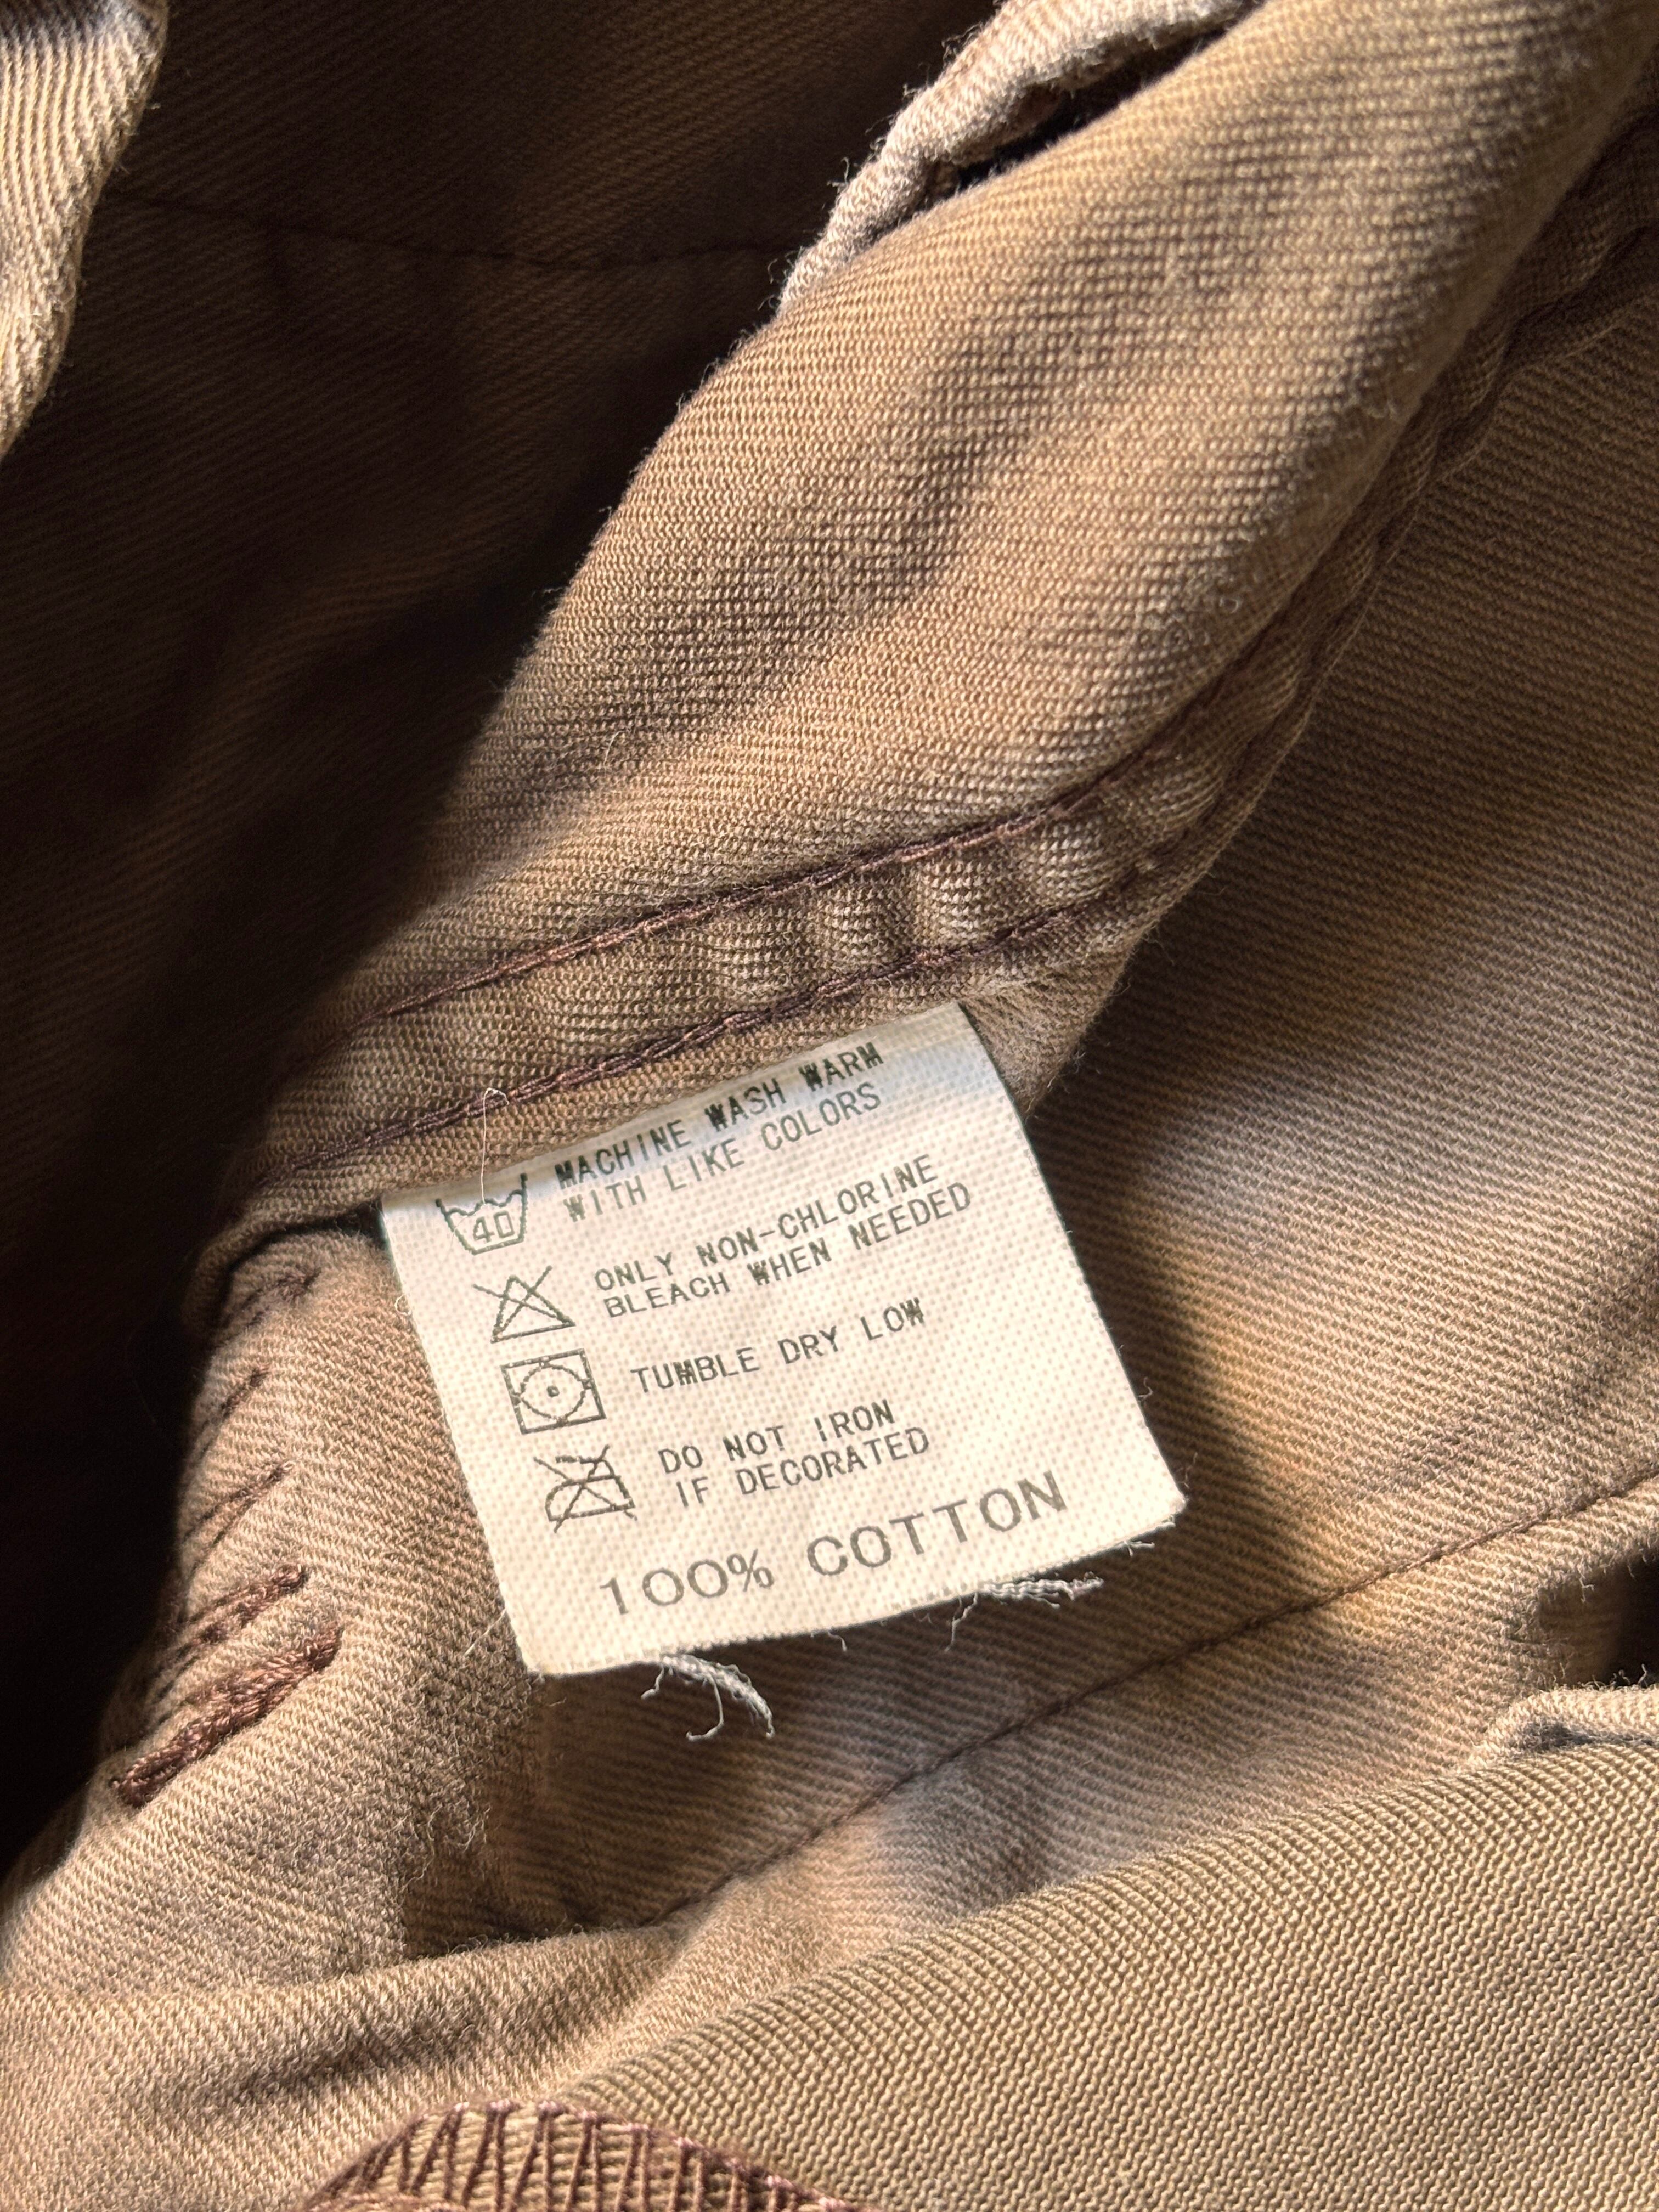 MACHINE WASH WARM
WITH LIKE COLORS
40
ONLY NON-CHLORINE
BLEACH WHEN NEEDED
TUMBLE DRY LOW
DO NOT IRON
IF DECORATED
100% COTTON